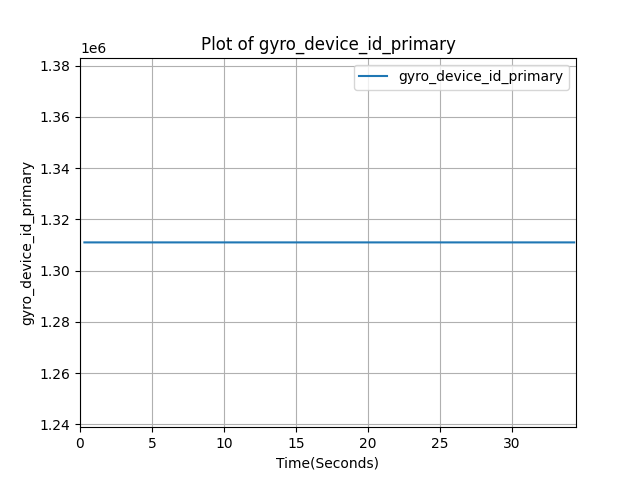 Plot of gyro_device_id_primary
1e6
gyro_device_id_primary
1.38
1.36
1.34
1.32
1.30
1.28
1.26
1.24
gyro_device_id_primary
0 5 10 15 20 25 30
Time(Seconds)